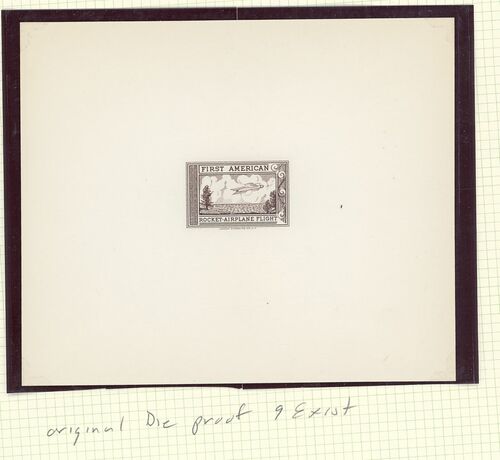 FIRST AMERICAN
ROCKET-AIRPLANE FLIGHT
original Die proof 9 Exist